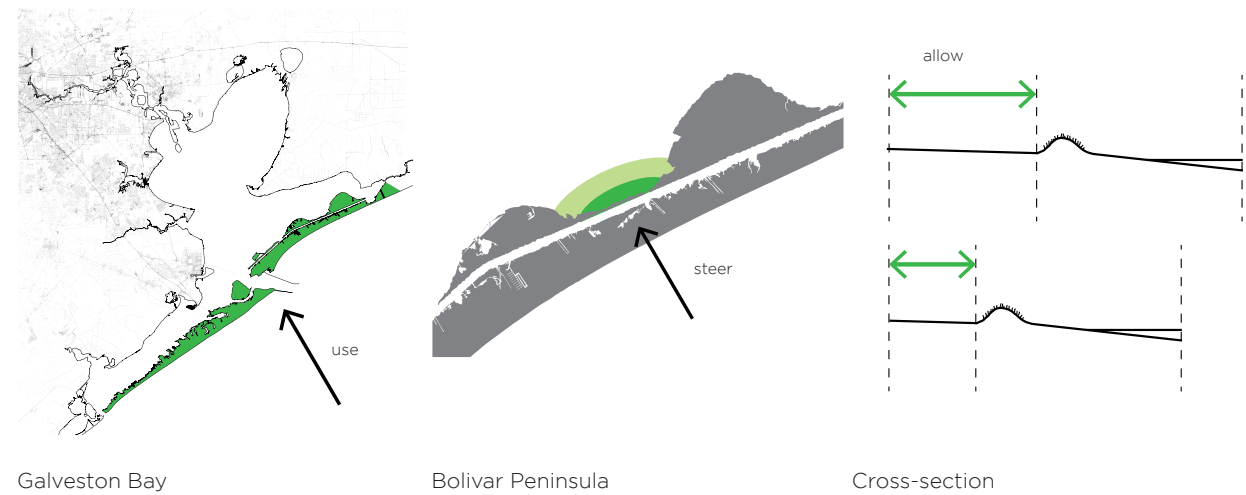 allow
use
steer
Galveston Bay
Bolivar Peninsula
Cross-section